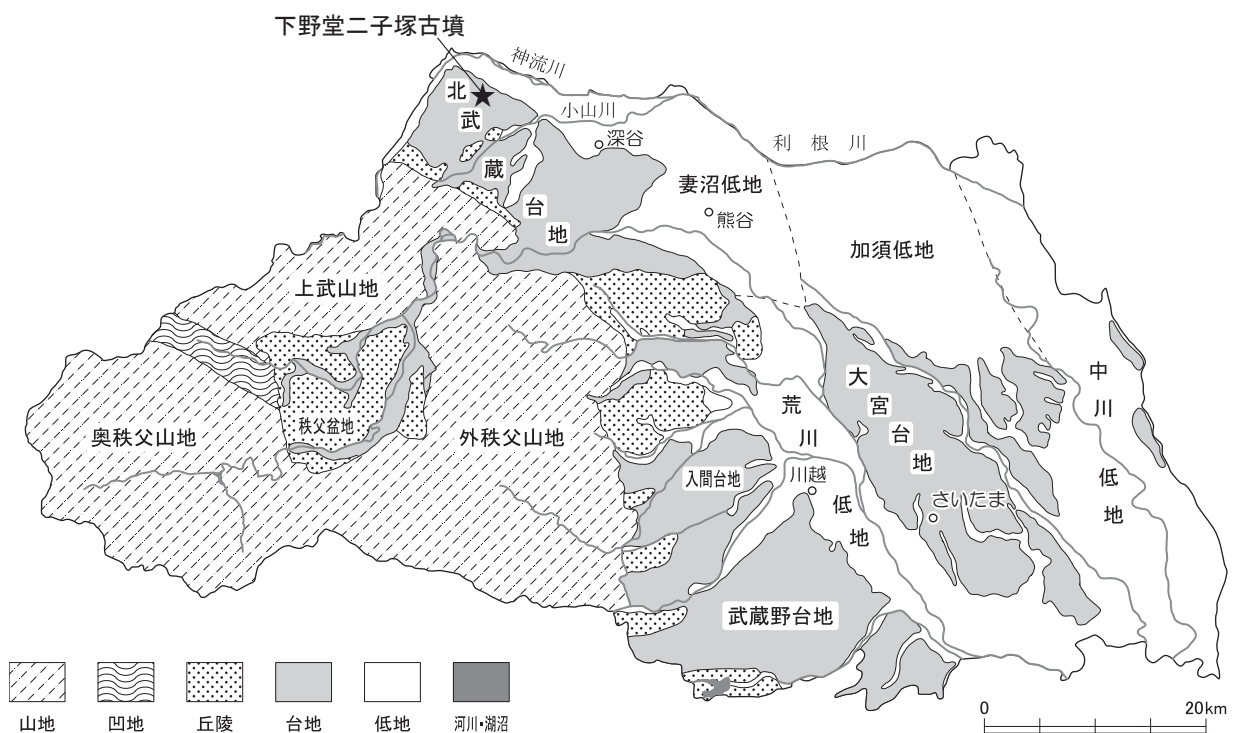 下野堂二子塚古墳
神流川
北武蔵台地
小山川
深谷
利根川
妻沼低地
熊谷
加須低地
上武山地
大宮台地
中川低地
荒川低地
奥秩父山地
秩父盆地
外秩父山地
入間台地
川越
さいたま
武蔵野台地
山地
凹地
丘陵
台地
低地
河川・湖沼
0
20km